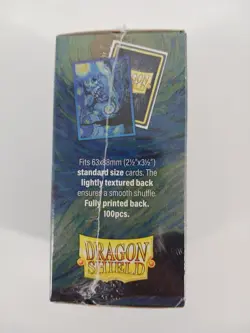 Fits 63x88mm (2½"x3½")
standard size cards. The
lightly textured back
ensures a smooth shuffle.
Fully printed back.
100pcs.
DRAGON
SHIELD